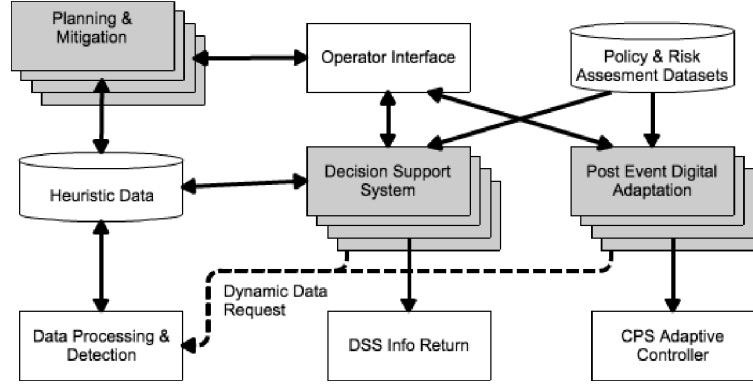 Planning &
Mitigation
Operator Interface
Policy & Risk
Assesment Datasets
Heuristic Data
Decision Support
System
Post Event Digital
Adaptation
Dynamic Data
Request
Data Processing &
Detection
DSS Info Return
CPS Adaptive
Controller